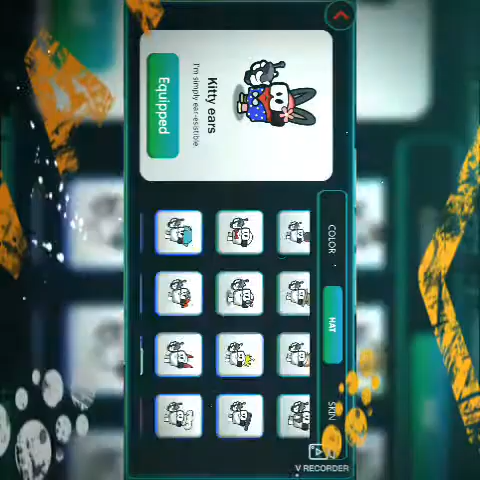 COLOR
HAT
SKIN
Kitty ears
I'm simply ear-esistible
Equipped
V RECORDER